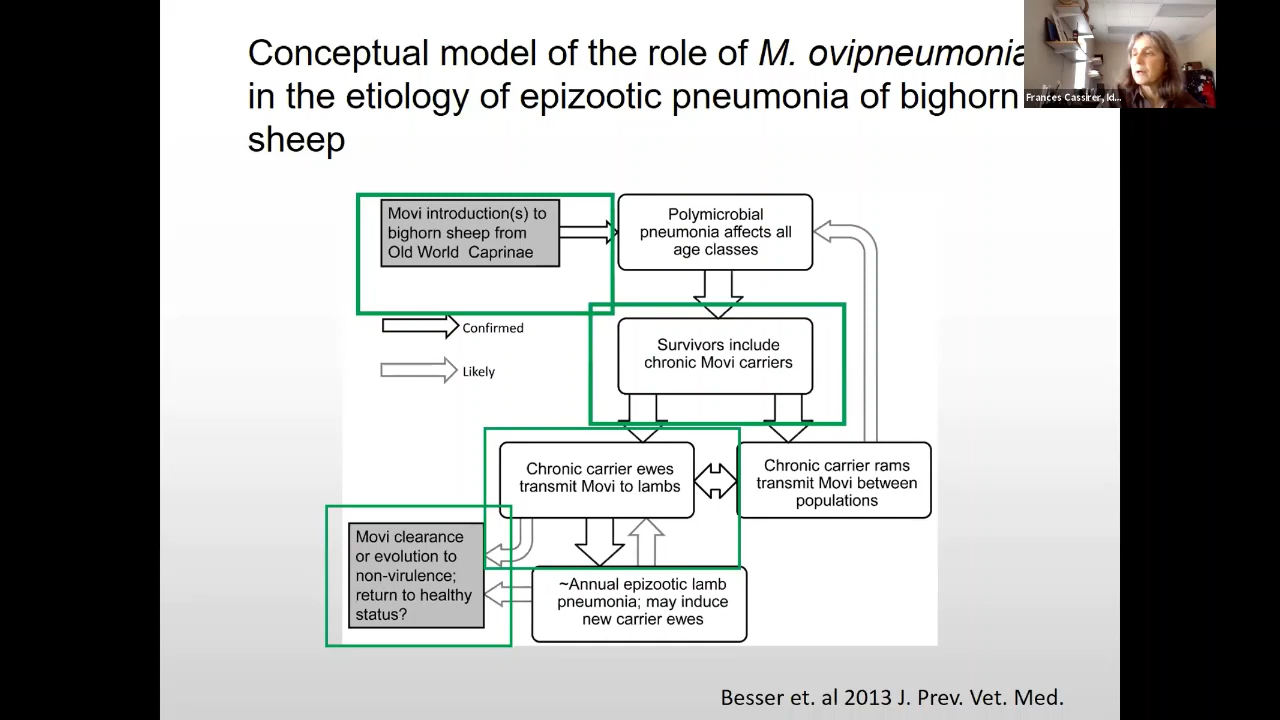 Conceptual model of the role of M. ovipneumonia
in the etiology of epizootic pneumonia of bighorn
sheep
Frances Cassirer, Id...
Movi introduction(s) to
bighorn sheep from
Old World Caprinae
Polymicrobial
pneumonia affects all
age classes
Confirmed
Likely
Survivors include
chronic Movi carriers
Chronic carrier ewes
transmit Movi to lambs
Chronic carrier rams
transmit Movi between
populations
Movi clearance
or evolution to
non-virulence;
return to healthy
status?
~Annual epizootic lamb
pneumonia; may induce
new carrier ewes
Besser et. al 2013 J. Prev. Vet. Med.